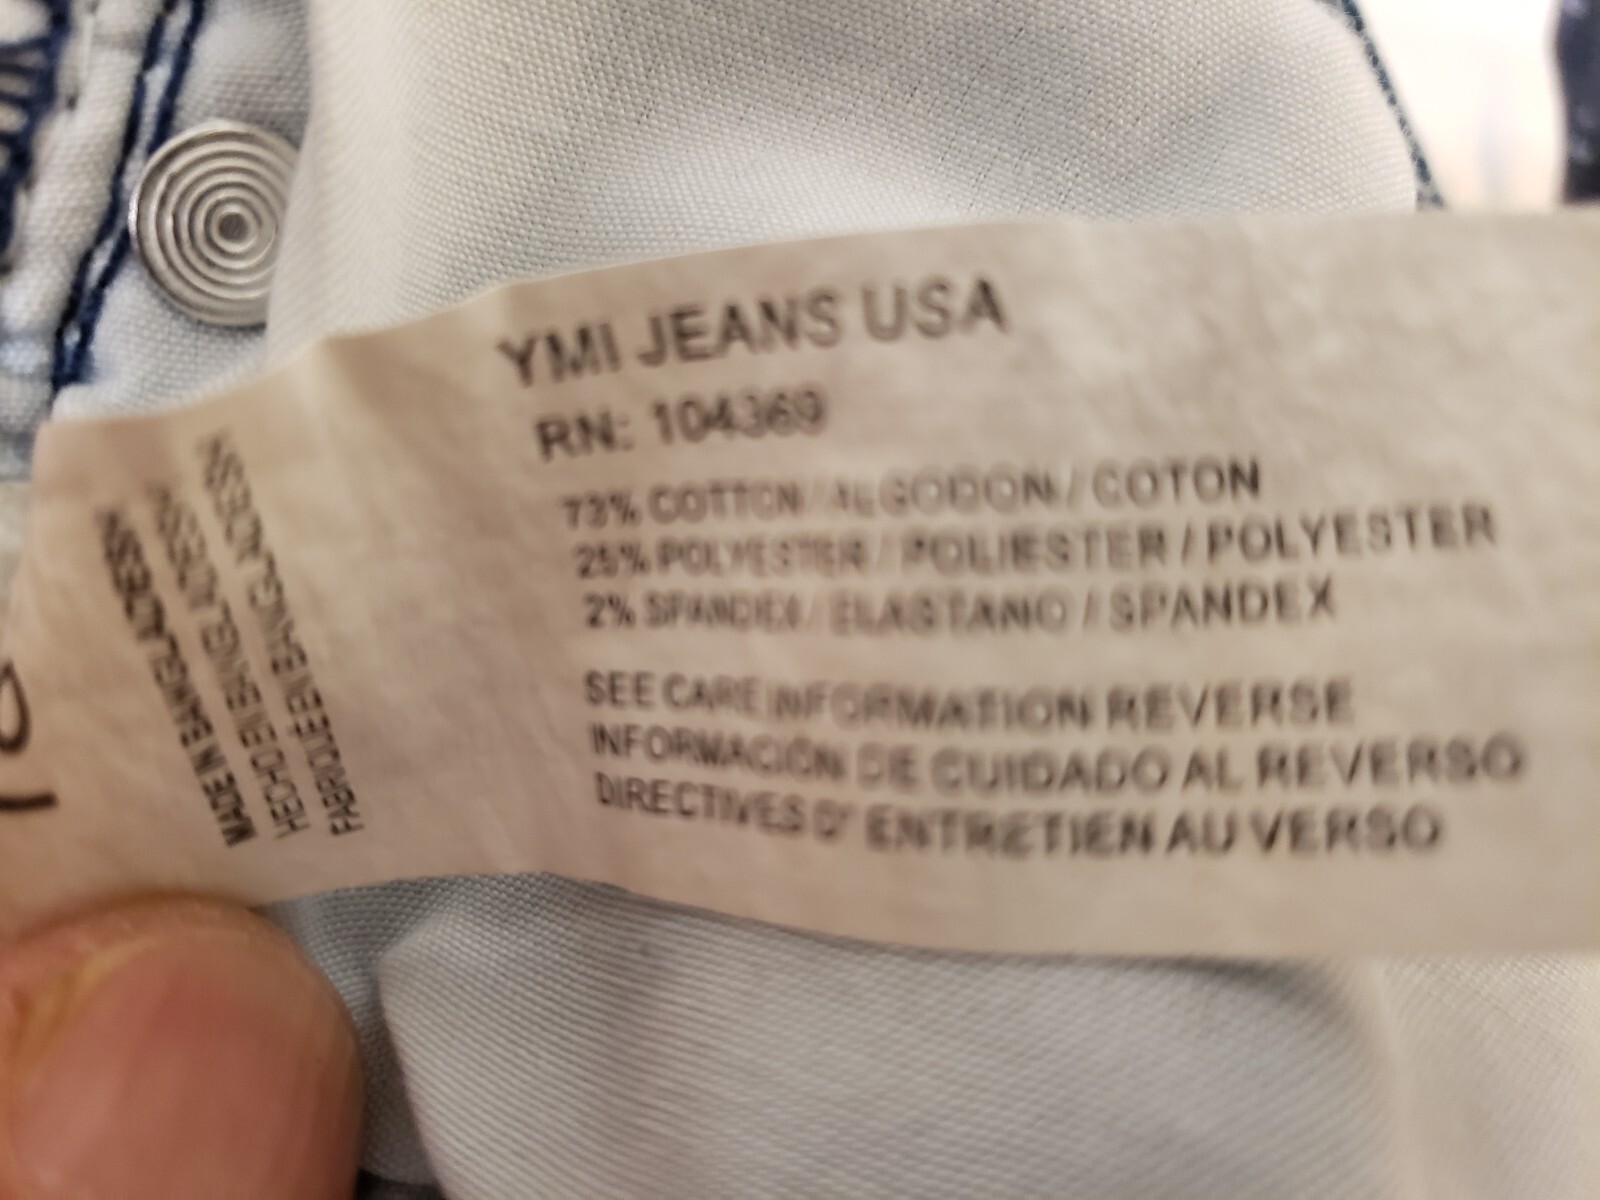 YMI JEANS USA
RN: 104369
73% COTTON / ALGODON / COTON
25% POLYESTER / POLIESTER / POLYESTER
2% SPANDEX / ELASTANO / SPANDEX
SEE CARE INFORMATION REVERSE
INFORMACIÓN DE CUIDADO AL REVERSO
DIRECTIVES D' ENTRETIEN AU VERSO
MADE IN BANGLADESH
HECHO EN BANGLADESH
FABRIQUÉ EN BANGLADESH